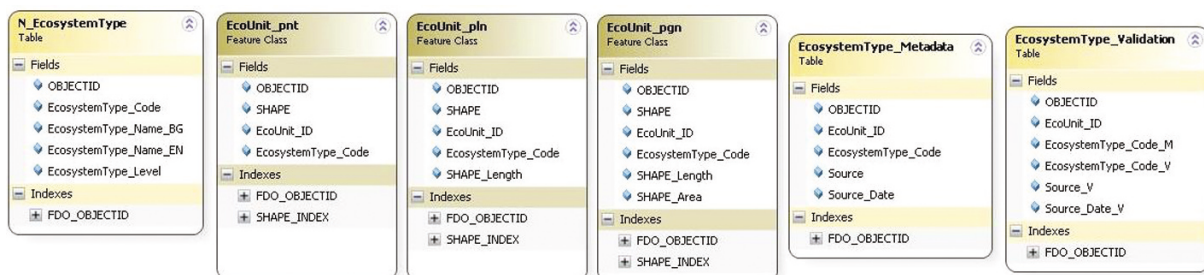 N_EcosystemType
Table
Fields
OBJECTID
EcosystemType_Code
EcosystemType_Name_BG
EcosystemType_Name_EN
EcosystemType_Level
Indexes
FDO_OBJECTID
EcoUnit_pnt
Feature Class
Fields
OBJECTID
SHAPE
EcoUnit_ID
EcosystemType_Code
Indexes
FDO_OBJECTID
SHAPE_INDEX
EcoUnit_pln
Feature Class
Fields
OBJECTID
SHAPE
EcoUnit_ID
EcosystemType_Code
SHAPE_Length
Indexes
FDO_OBJECTID
SHAPE_INDEX
EcoUnit_pgn
Feature Class
Fields
OBJECTID
SHAPE
EcoUnit_ID
EcosystemType_Code
SHAPE_Length
SHAPE_Area
Indexes
FDO_OBJECTID
SHAPE_INDEX
EcosystemType_Metadata
Table
Fields
OBJECTID
EcoUnit_ID
EcosystemType_Code
Source
Source_Date
Indexes
FDO_OBJECTID
EcosystemType_Validation
Table
Fields
OBJECTID
EcoUnit_ID
EcosystemType_Code_M
EcosystemType_Code_V
Source_V
Source_Date_V
Indexes
FDO_OBJECTID